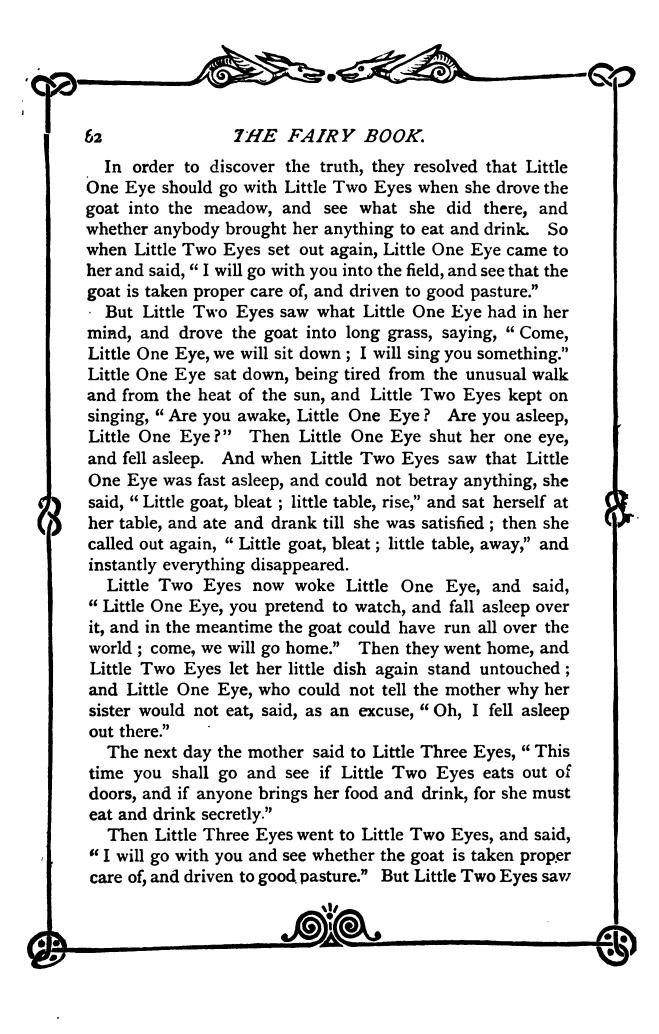 62 THE FAIRY BOOK.
In order to discover the truth, they resolved that Little
One Eye should go with Little Two Eyes when she drove the
goat into the meadow, and see what she did there, and
whether anybody brought her anything to eat and drink. So
when Little Two Eyes set out again, Little One Eye came to
her and said, “ I will go with you into the field, and see that the
goat is taken proper care of, and driven to good pasture.”
But Little Two Eyes saw what Little One Eye had in her
mind, and drove the goat into long grass, saying, “ Come,
Little One Eye, we will sit down ; I will sing you something.”
Little One Eye sat down, being tired from the unusual walk
and from the heat of the sun, and Little Two Eyes kept on
singing, “ Are you awake, Little One Eye ? Are you asleep,
Little One Eye ?” Then Little One Eye shut her one eye,
and fell asleep. And when Little Two Eyes saw that Little
One Eye was fast asleep, and could not betray anything, she
said, “ Little goat, bleat ; little table, rise,” and sat herself at
her table, and ate and drank till she was satisfied ; then she
called out again, “ Little goat, bleat ; little table, away,” and
instantly everything disappeared.
Little Two Eyes now woke Little One Eye, and said,
“ Little One Eye, you pretend to watch, and fall asleep over
it, and in the meantime the goat could have run all over the
world ; come, we will go home.” Then they went home, and
Little Two Eyes let her little dish again stand untouched ;
and Little One Eye, who could not tell the mother why her
sister would not eat, said, as an excuse, “ Oh, I fell asleep
out there.”
The next day the mother said to Little Three Eyes, “ This
time you shall go and see if Little Two Eyes eats out of
doors, and if anyone brings her food and drink, for she must
eat and drink secretly.”
Then Little Three Eyes went to Little Two Eyes, and said,
“ I will go with you and see whether the goat is taken proper
care of, and driven to good pasture.” But Little Two Eyes saw